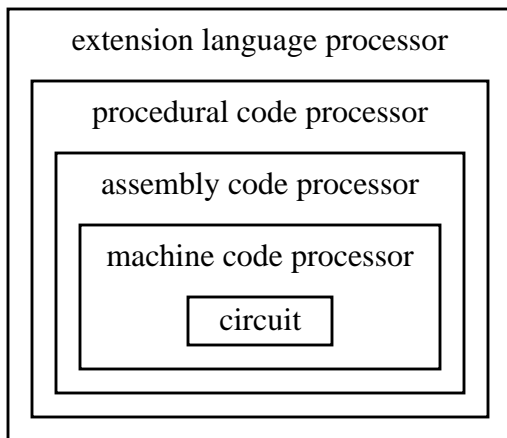 extension language processor
procedural code processor
assembly code processor
machine code processor
circuit